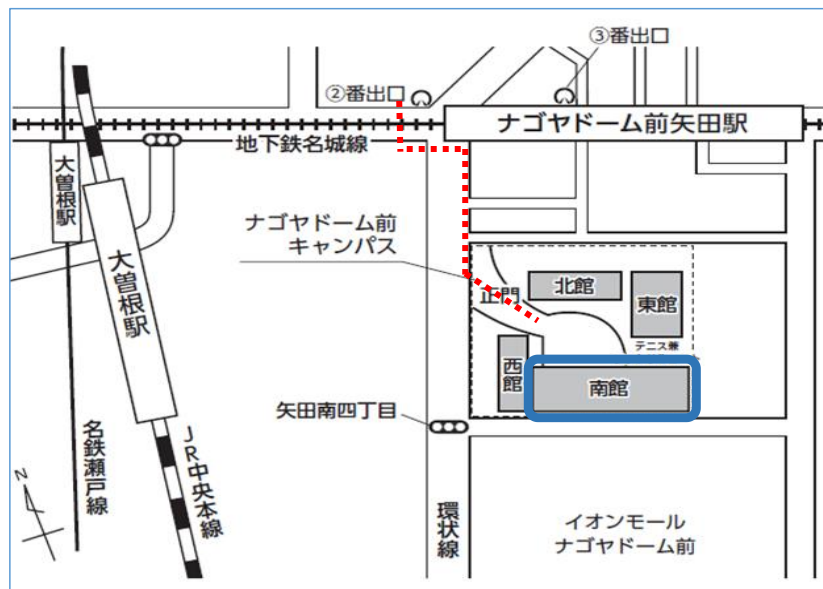 ③番出口
②番出口
ナゴヤドーム前矢田駅
地下鉄名城線
大曽根駅
大曽根駅
ナゴヤドーム前
キャンパス
正門
北館
東館
テニス兼
西館
南館
矢田南四丁目
名鉄瀬戸線
JR中央本線
環状線
イオンモール
ナゴヤドーム前
N